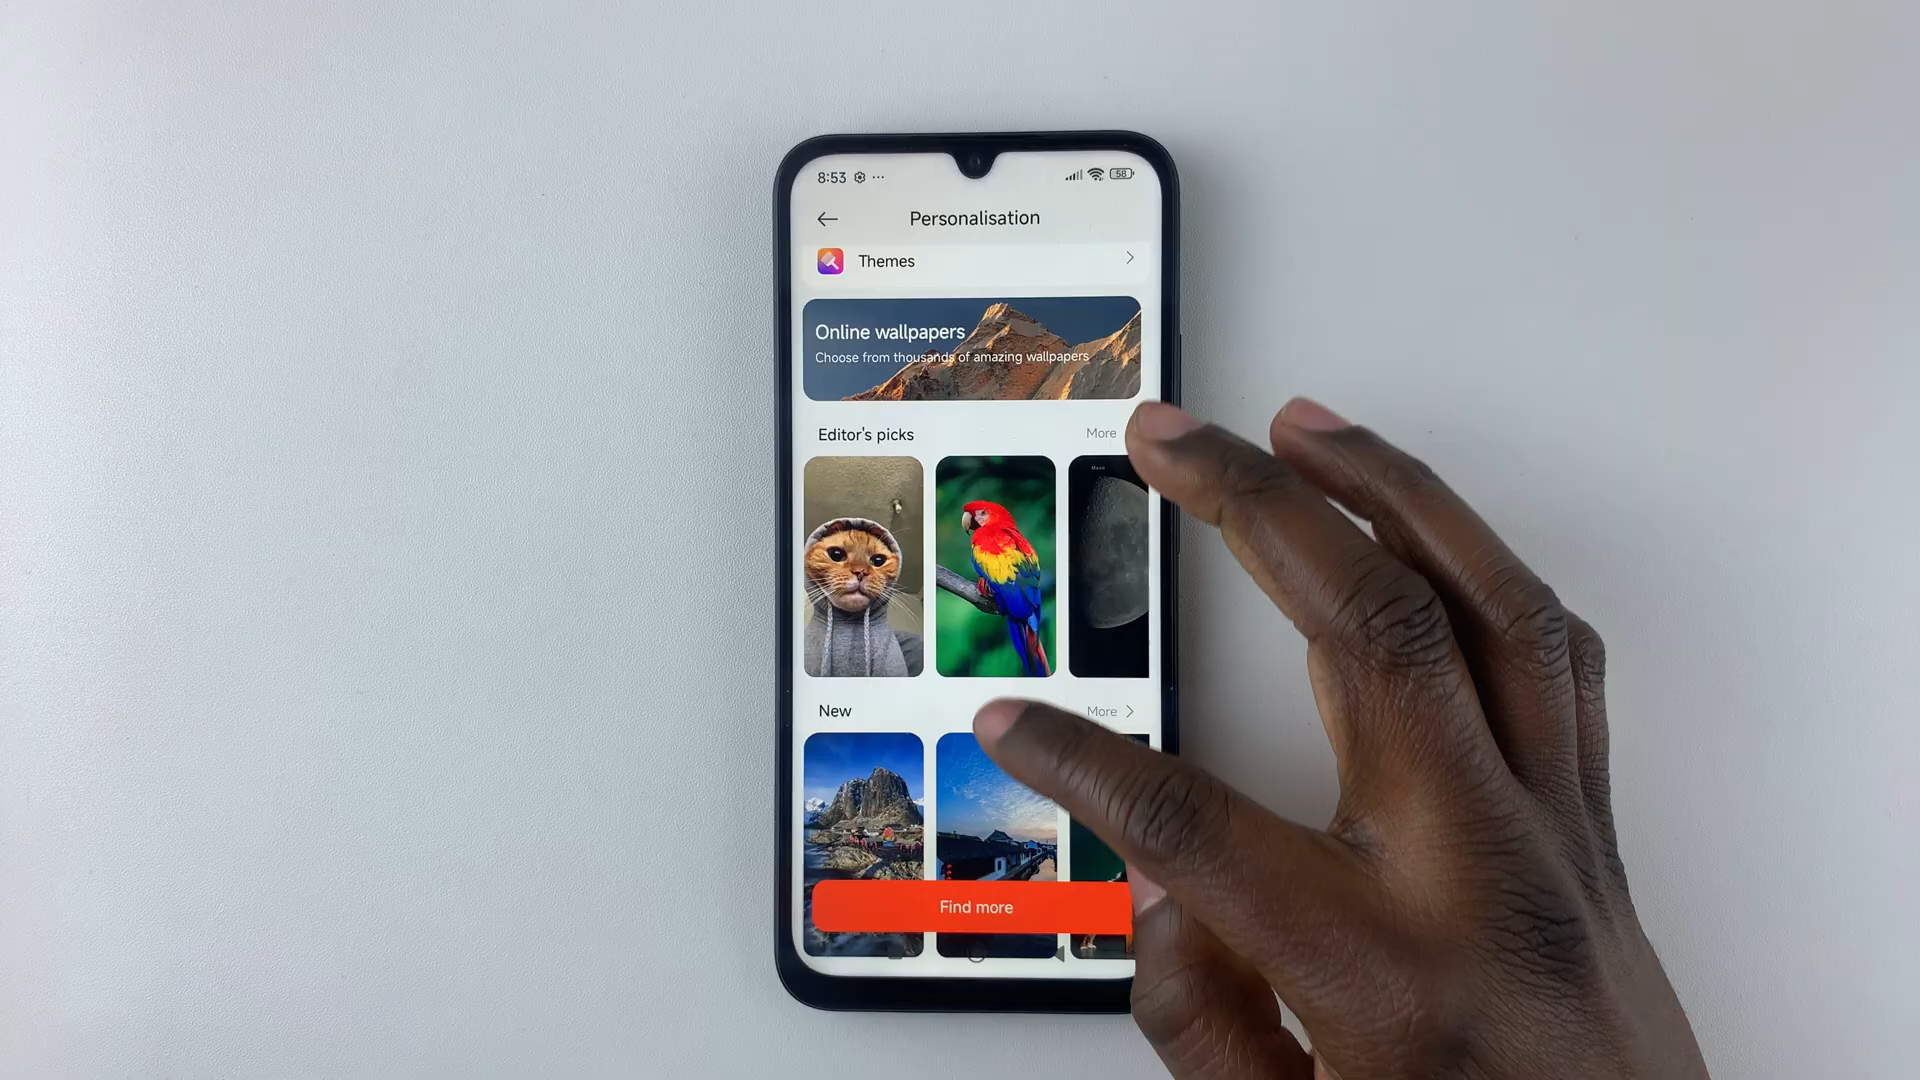 8:53
58
Personalisation
Themes
Online wallpapers
Choose from thousands of amazing wallpapers
Editor's picks
More
New
More
Find more